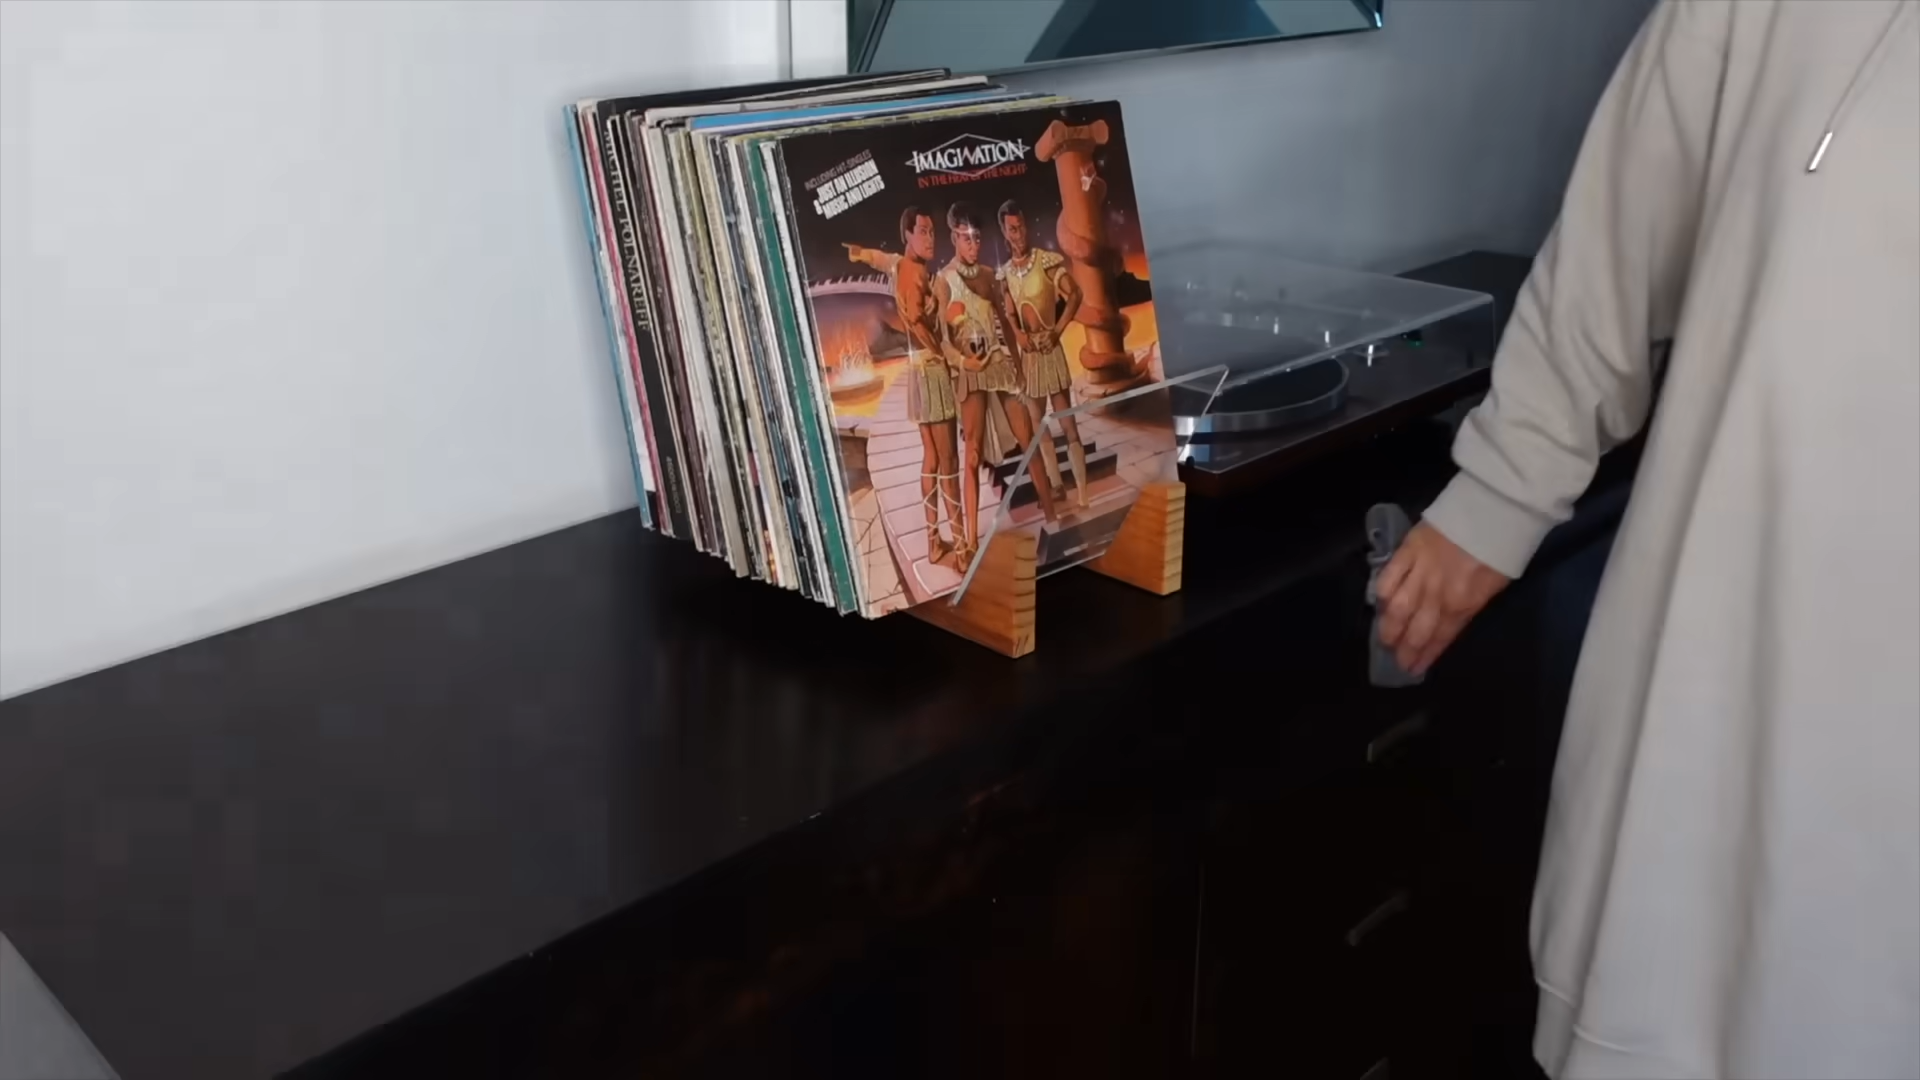 INCLUDING HIT SINGLES
JUST AN ILLUSION
& MUSIC AND LIGHTS
IMAGINATION
IN THE HEAT OF THE NIGHT
MICHEL POLNAREFF